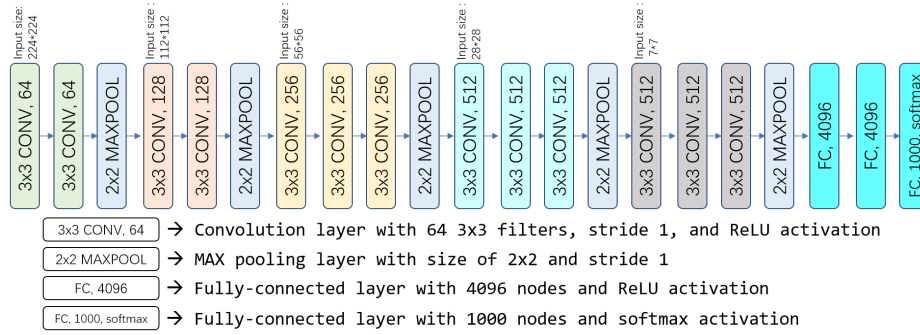 Input size:
224*224
Input size :
112*112
Input size :
56*56
Input size :
28*28
Input size :
7*7
3x3 CONV, 64
3x3 CONV, 64
2x2 MAXPOOL
3x3 CONV, 128
3x3 CONV, 128
2x2 MAXPOOL
3x3 CONV, 256
3x3 CONV, 256
3x3 CONV, 256
2x2 MAXPOOL
3x3 CONV, 512
3x3 CONV, 512
3x3 CONV, 512
2x2 MAXPOOL
3x3 CONV, 512
3x3 CONV, 512
3x3 CONV, 512
2x2 MAXPOOL
FC, 4096
FC, 4096
FC, 1000, softmax
3x3 CONV, 64 → Convolution layer with 64 3x3 filters, stride 1, and ReLU activation
2x2 MAXPOOL → MAX pooling layer with size of 2x2 and stride 1
FC, 4096 → Fully-connected layer with 4096 nodes and ReLU activation
FC, 1000, softmax → Fully-connected layer with 1000 nodes and softmax activation